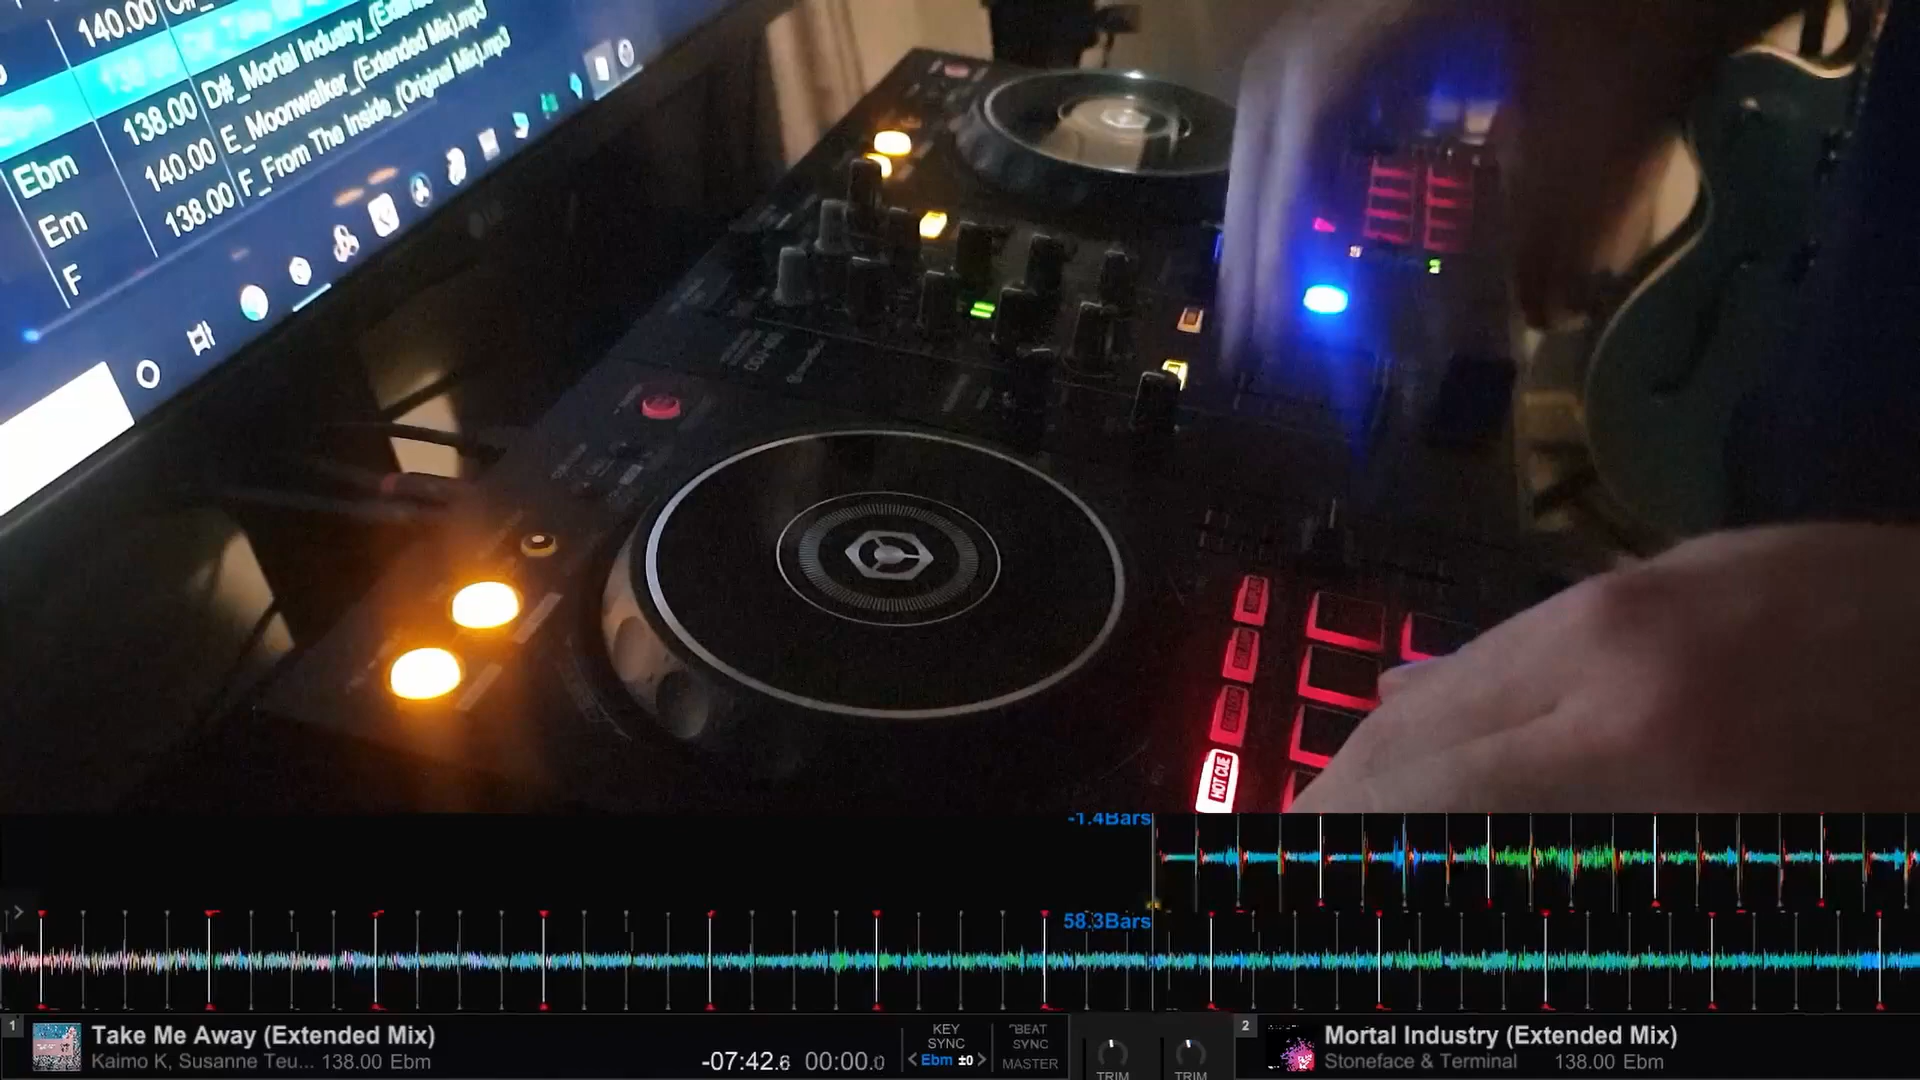 140.00
138.00 D#_Mortal Industry_(Exten
Ebm 140.00 E_Moonwalker_(Extended Mix).mp3
Em 138.00 F_From The Inside_(Original Mix).mp3
F
HOT CUE
-1.4Bars
58.3Bars
1
Take Me Away (Extended Mix)
Kaimo K, Susanne Teu... 138.00 Ebm
-07:42.6 00:00.0
KEY
SYNC
< Ebm ±0 >
BEAT
SYNC
MASTER
TRIM
TRIM
2
Mortal Industry (Extended Mix)
Stoneface & Terminal 138.00 Ebm